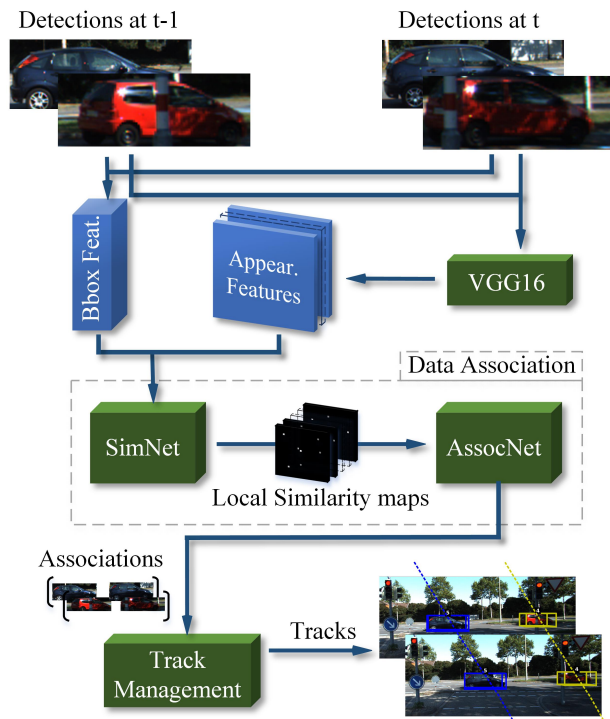 Detections at t-1
Detections at t
Bbox Feat.
Appear.
Features
VGG16
Data Association
SimNet
AssocNet
Local Similarity maps
Associations
Track
Management
Tracks